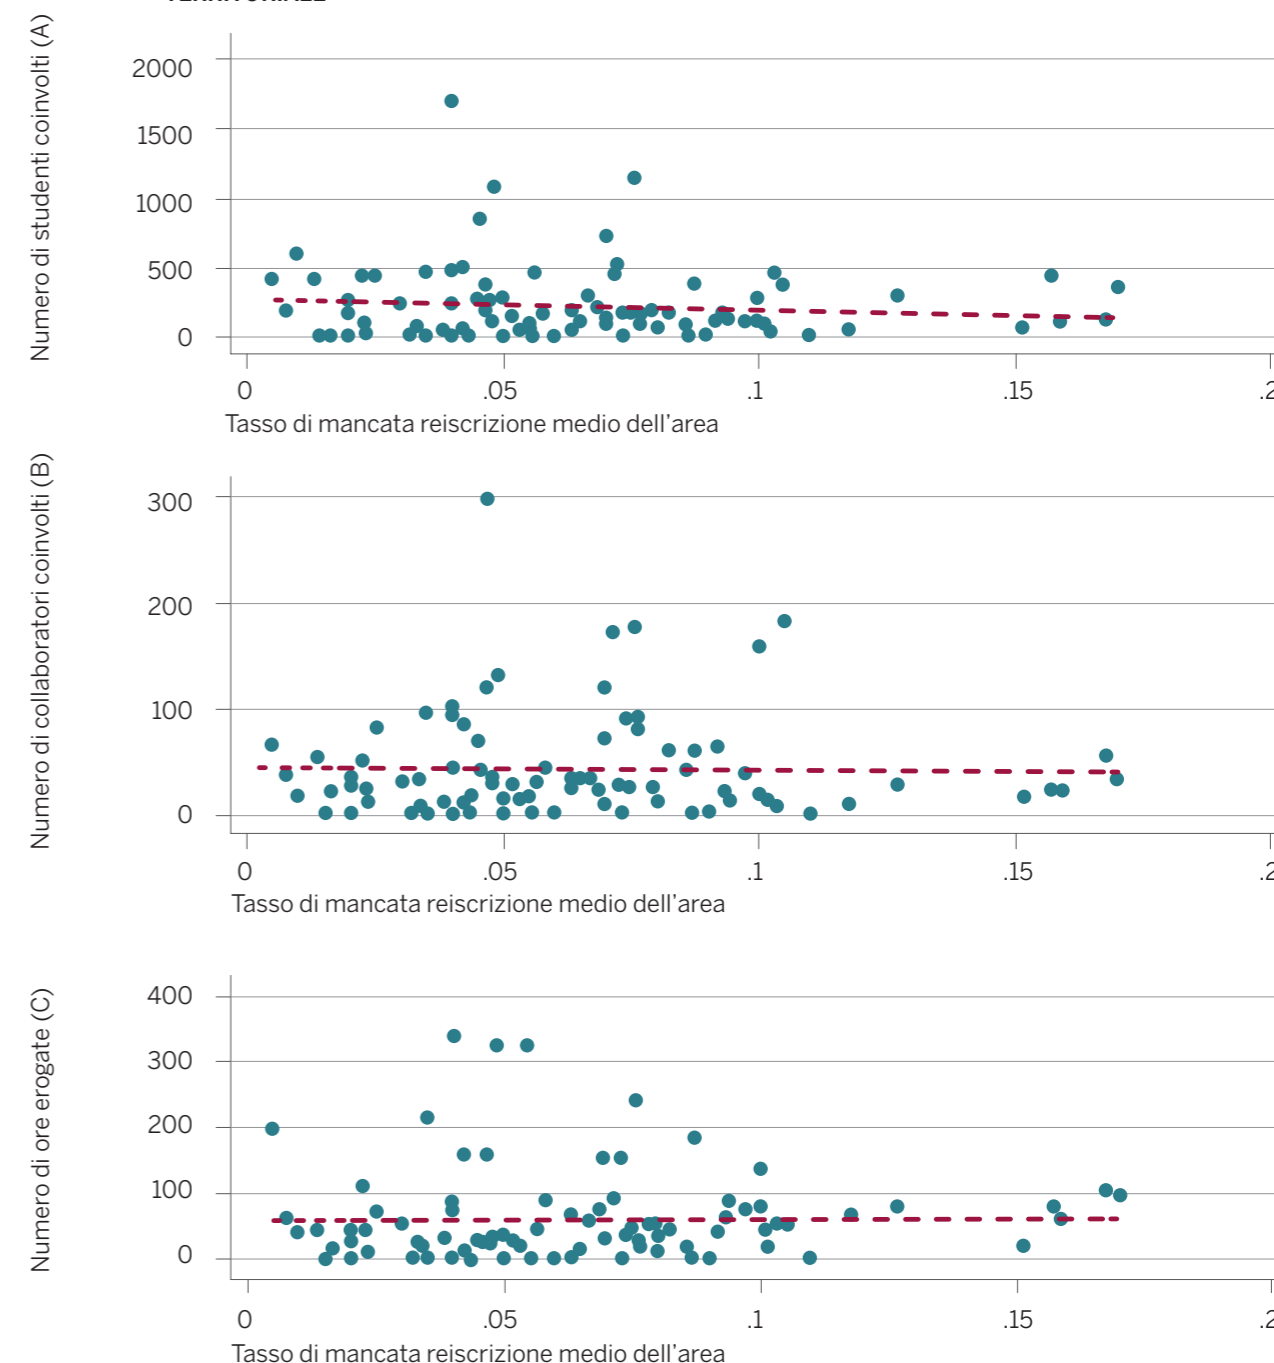 Numero di studenti coinvolti (A)
2000
1500
1000
500
0
0 .05 .1 .15 .2
Tasso di mancata reiscrizione medio dell'area
Numero di collaboratori coinvolti (B)
300
200
100
0
0 .05 .1 .15 .2
Tasso di mancata reiscrizione medio dell'area
Numero di ore erogate (C)
400
300
200
100
0
0 .05 .1 .15 .2
Tasso di mancata reiscrizione medio dell'area